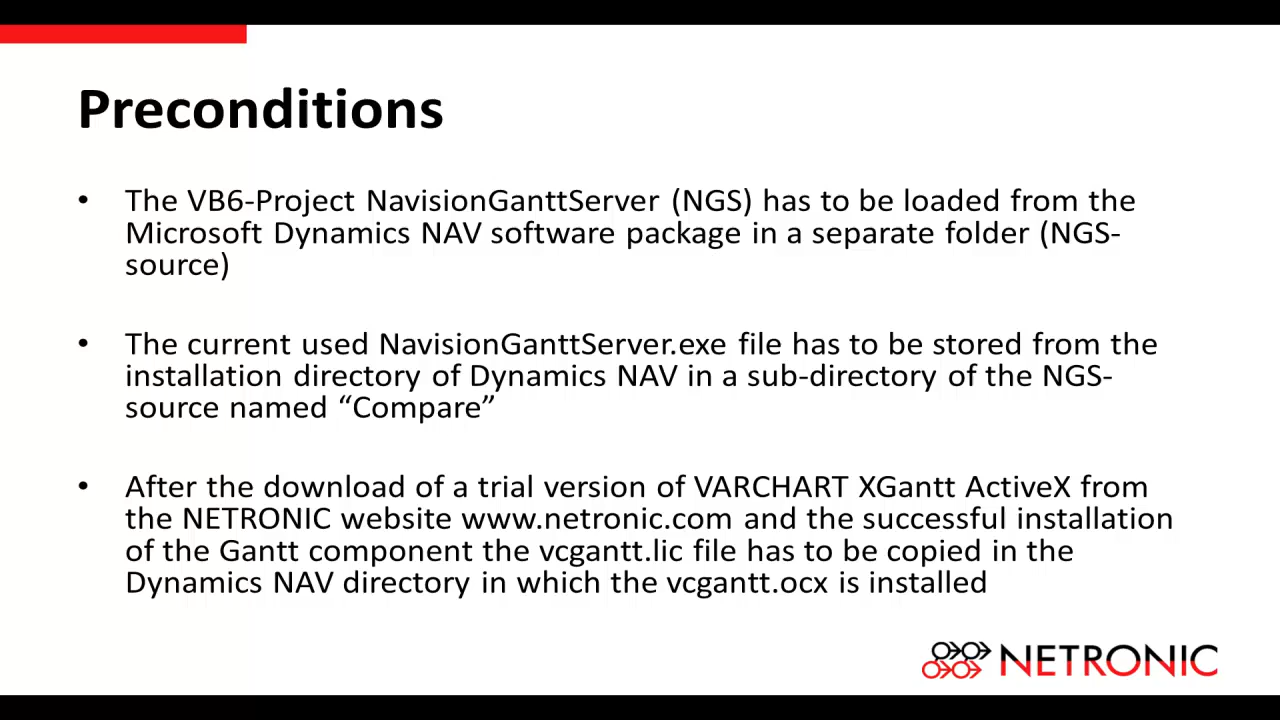 Preconditions
• The VB6-Project NavisionGanttServer (NGS) has to be loaded from the
Microsoft Dynamics NAV software package in a separate folder (NGS-
source)
• The current used NavisionGanttServer.exe file has to be stored from the
installation directory of Dynamics NAV in a sub-directory of the NGS-
source named “Compare”
• After the download of a trial version of VARCHART XGantt ActiveX from
the NETRONIC website www.netronic.com and the successful installation
of the Gantt component the vcgantt.lic file has to be copied in the
Dynamics NAV directory in which the vcgantt.ocx is installed
NETRONIC